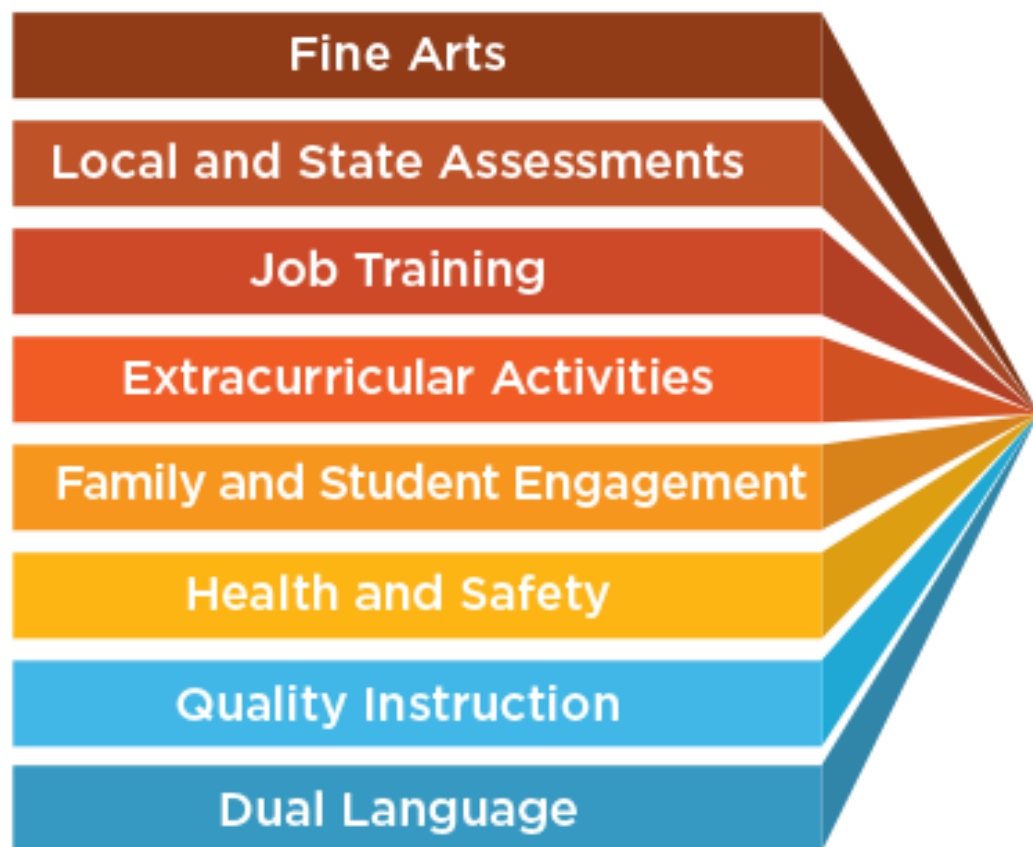 Fine Arts
Local and State Assessments
Job Training
Extracurricular Activities
Family and Student Engagement
Health and Safety
Quality Instruction
Dual Language